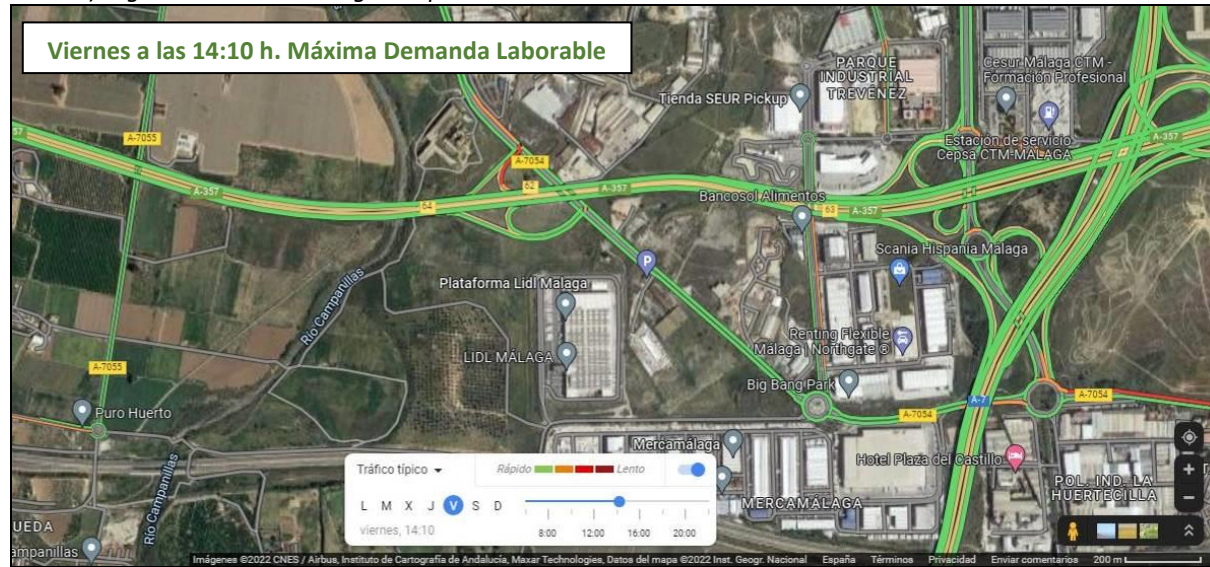 Viernes a las 14:10 h. Máxima Demanda Laborable
PARQUE
INDUSTRIAL
TREVÉNEZ
Cesur Málaga CTM -
Formación Profesional
Tienda SEUR Pickup
57
A-7055
A-7054
Estación de servicio
Cepsa CTM-MÁLAGA
A-357
A-357
62
A-357
Bancosol Alimentos
64
63
A-357
Scania Hispania Malaga
P
Plataforma Lidl Malaga
Río Campanillas
LIDL MÁLAGA
Renting Flexible
Málaga | Northgate ®
A-7055
Big Bang Park
A-7
A-7054
Puro Huerto
A-7054
Mercamálaga
Hotel Plaza del Castillo
Tráfico típico
Rápido
Lento
L M X J V S D
viernes, 14:10
8:00 12:00 16:00 20:00
MERCAMÁLAGA
POL. IND. LA
HUERTECILLA
Río Campanillas
UEDA
ampanillas
Imágenes ©2022 CNES / Airbus, Instituto de Cartografía de Andalucía, Maxar Technologies, Datos del mapa ©2022 Inst. Geogr. Nacional España Términos Privacidad Enviar comentarios 200 m